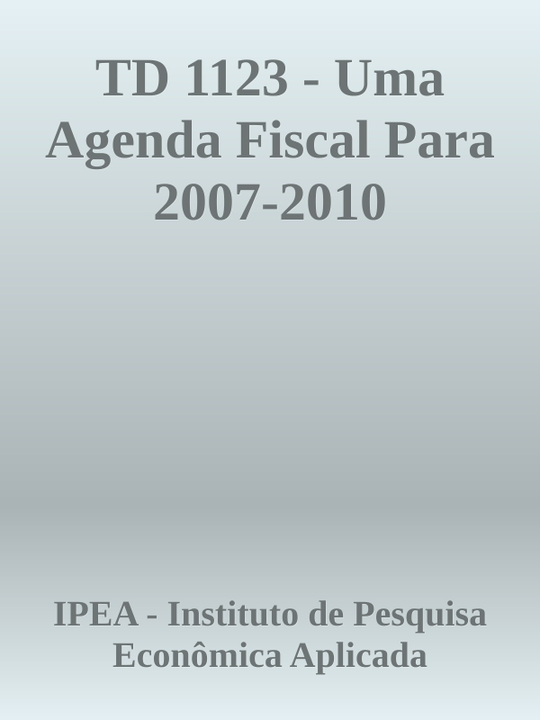 TD 1123 - Uma
Agenda Fiscal Para
2007-2010
IPEA - Instituto de Pesquisa
Econômica Aplicada